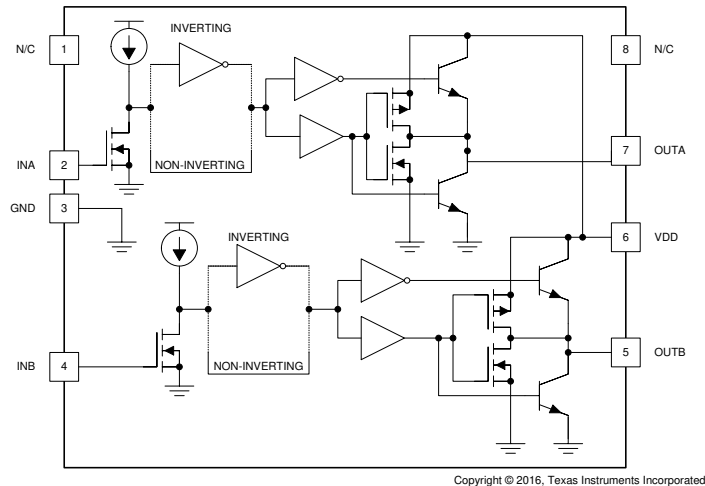 INVERTING
N/C 1
8 N/C
NON-INVERTING
INA 2
7 OUTA
GND 3
INVERTING
6 VDD
NON-INVERTING
INB 4
5 OUTB
Copyright © 2016, Texas Instruments Incorporated